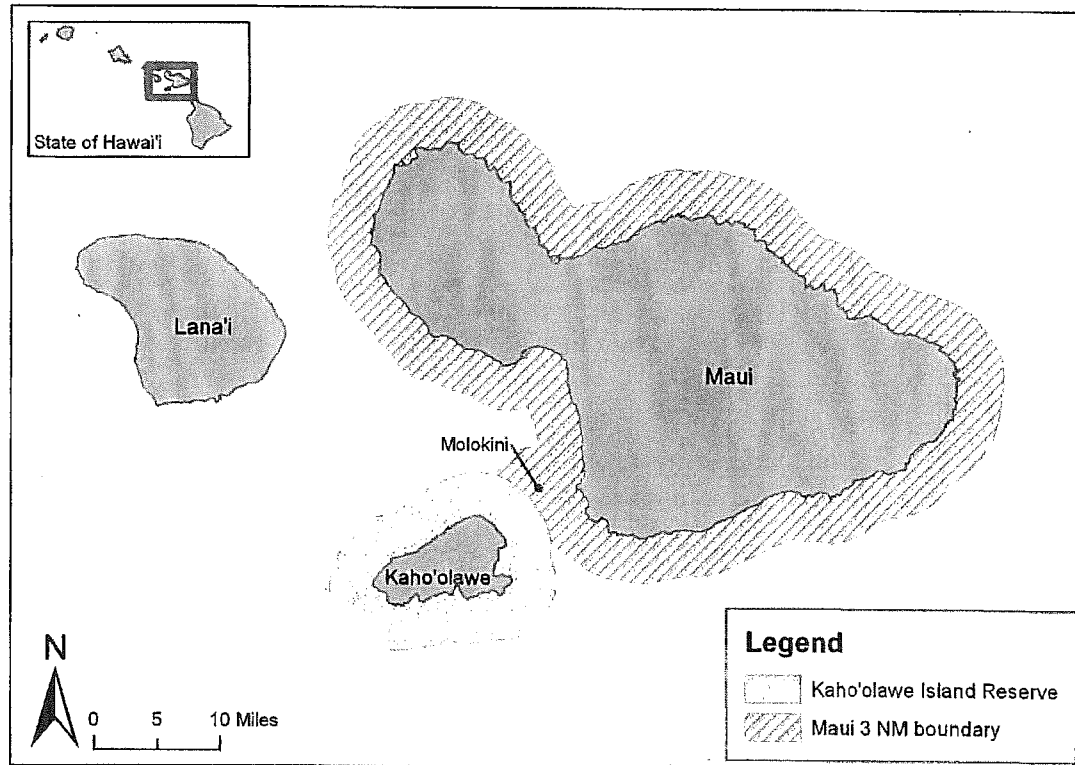 State of Hawai'i
Lana'i
Maui
Molokini
Kaho'olawe
N
0 5 10 Miles
Legend
Kaho'olawe Island Reserve
Maui 3 NM boundary